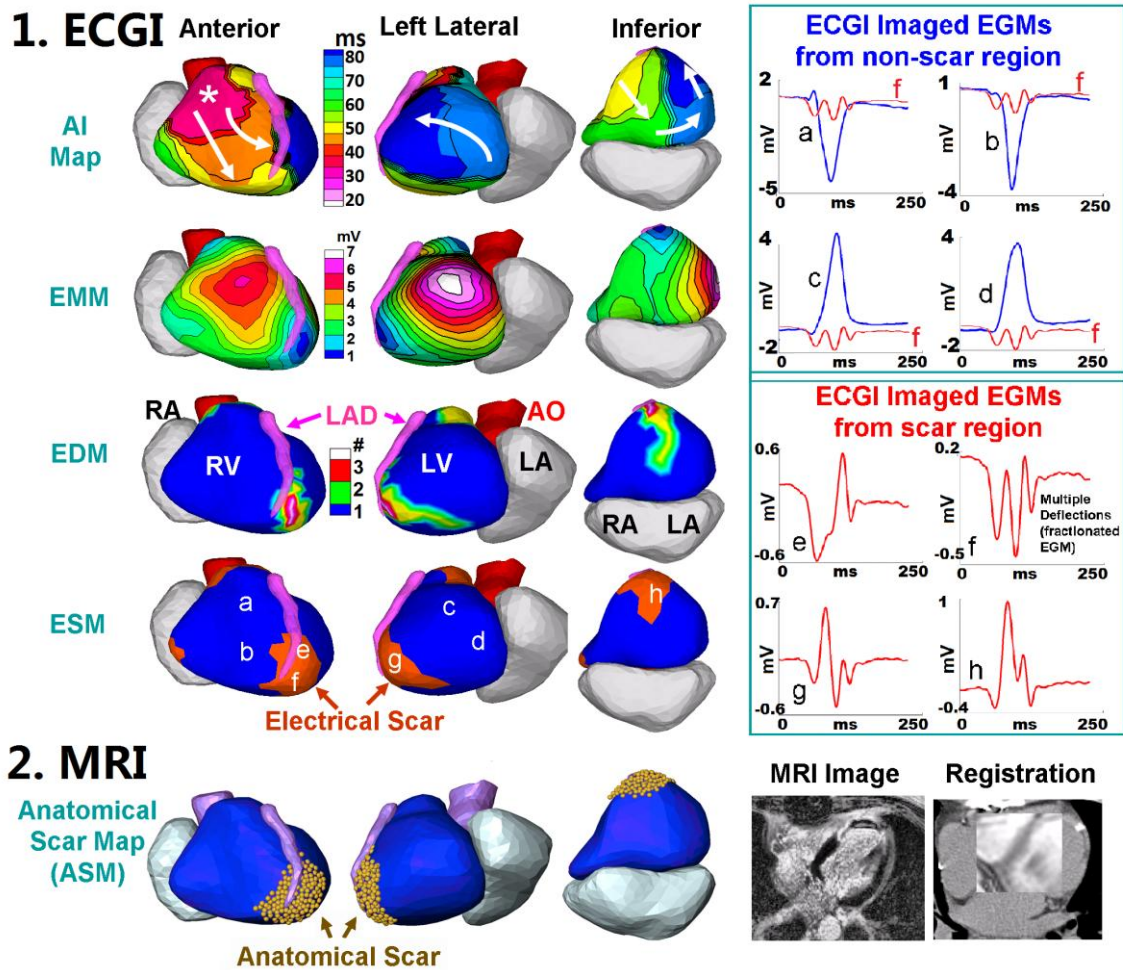 1. ECGI
Anterior
Left Lateral
Inferior
AI
Map
*
ms
80
70
60
50
40
30
20
EMM
mV
7
6
5
4
3
2
1
EDM
RA
RV
LAD
#
3
2
1
LV
AO
LA
RA LA
ESM
a
b
e
f
c
d
g
h
Electrical Scar
ECGI Imaged EGMs
from non-scar region
2
mV
-5
a
f
0 ms 250
1
mV
-4
b
f
0 ms 250
4
mV
-2
c
f
0 ms 250
4
mV
-2
d
f
0 ms 250
ECGI Imaged EGMs
from scar region
0.6
mV
-0.6
e
0 ms 250
0.2
mV
-0.5
f
Multiple
Deflections
(fractionated
EGM)
0 ms 250
0.7
mV
-0.6
g
0 ms 250
1
mV
-0.4
h
0 ms 250
2. MRI
Anatomical
Scar Map
(ASM)
Anatomical Scar
MRI Image
Registration